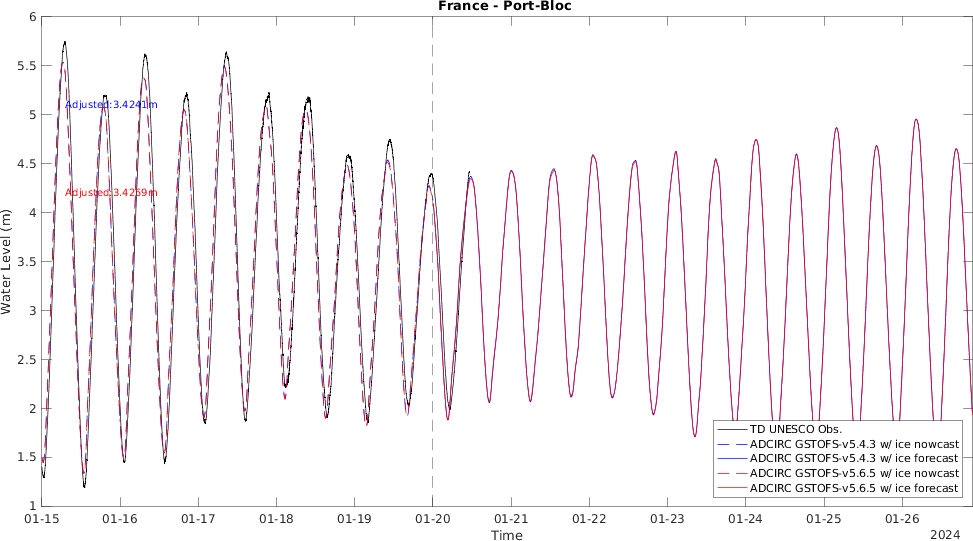 France - Port-Bloc
6
5.5
5
4.5
4
3.5
3
2.5
2
1.5
1
Water Level (m)
Adjusted:3.4241m
Adjusted:3.4259m
TD UNESCO Obs.
ADCIRC GSTOFS-v5.4.3 w/ ice nowcast
ADCIRC GSTOFS-v5.4.3 w/ ice forecast
ADCIRC GSTOFS-v5.6.5 w/ ice nowcast
ADCIRC GSTOFS-v5.6.5 w/ ice forecast
01-15 01-16 01-17 01-18 01-19 01-20 01-21 01-22 01-23 01-24 01-25 01-26
Time
2024